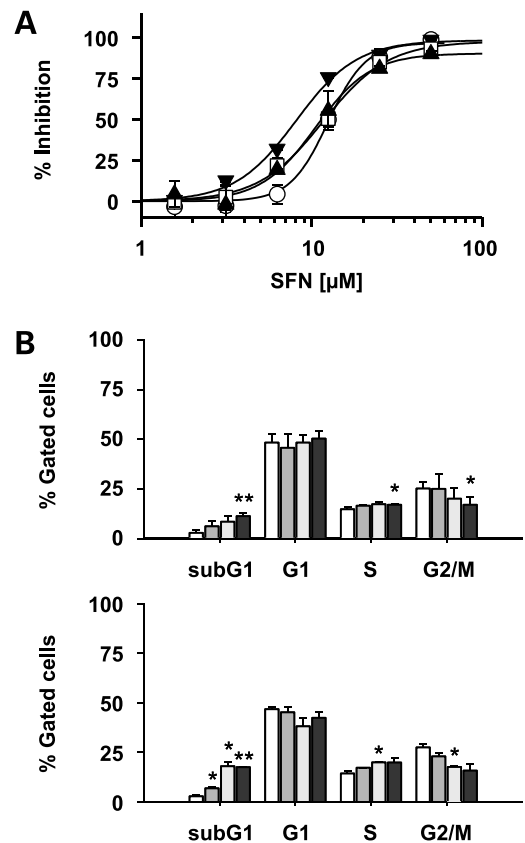 A
% Inhibition
100
75
50
25
0
1
10
100
SFN [µM]
B
% Gated cells
100
75
50
25
0
**
*
*
subG1
G1
S
G2/M
% Gated cells
100
75
50
25
0
*
*
**
*
*
subG1
G1
S
G2/M